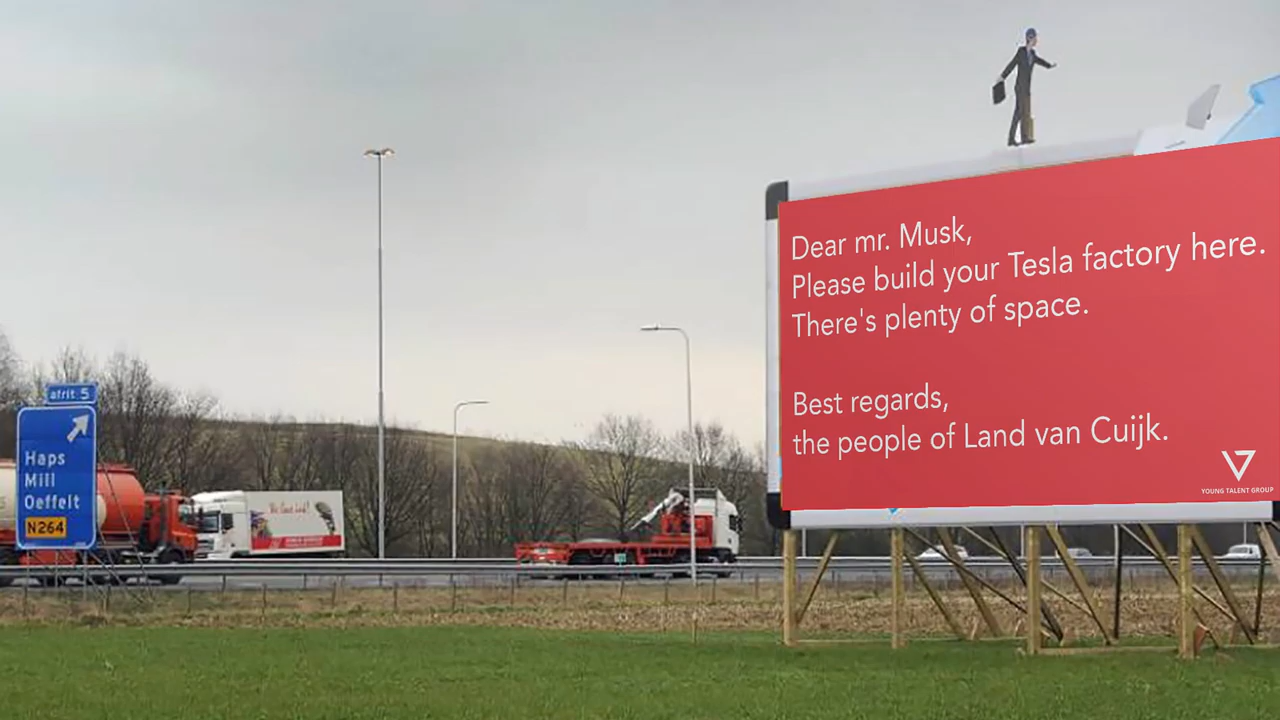 afrit 5
Haps
Mill
Oeffelt
N264
Dear mr. Musk,
Please build your Tesla factory here.
There's plenty of space.
Best regards,
the people of Land van Cuijk.
YOUNG TALENT GROUP